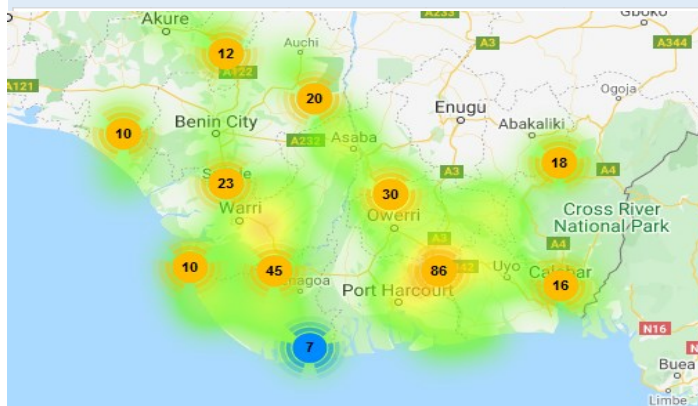 A233
Gboko
Akure
A3
A344
12
Auchi
A122
A121
20
Enugu
Ogoja
10
Benin City
Abakaliki
A232
Asaba
18
A3
A4
23
30
Warri
Owerri
Cross River
National Park
A3
A4
10
45
86
Uyo
Calabar
16
Port Harcourt
N16
7
Buea
Limbe